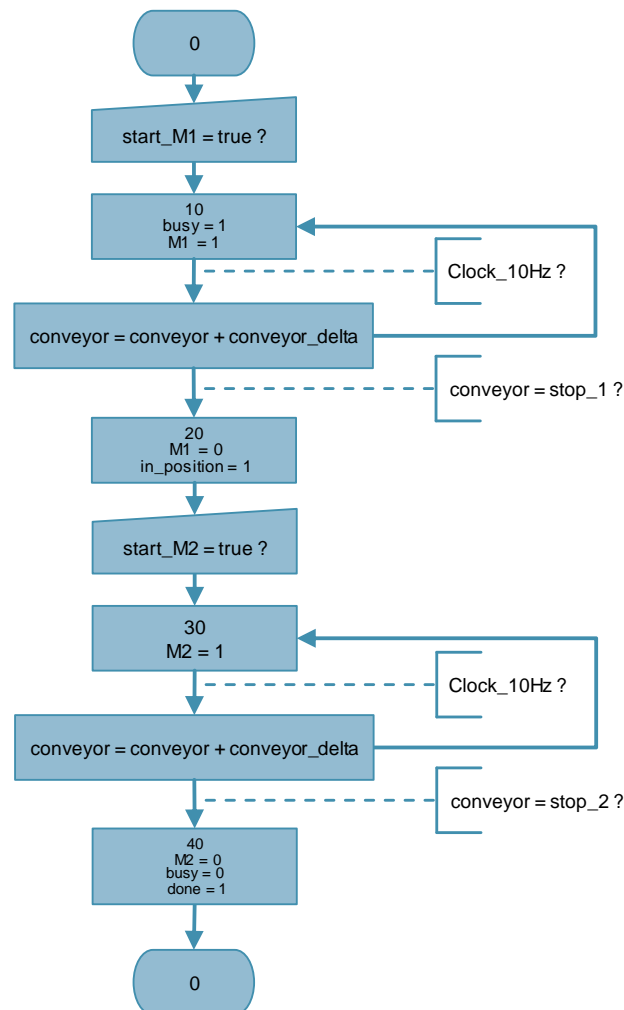 0
start_M1 = true ?
10
busy = 1
M1 = 1
Clock_10Hz ?
conveyor = conveyor + conveyor_delta
conveyor = stop_1 ?
20
M1 = 0
in_position = 1
start_M2 = true ?
30
M2 = 1
Clock_10Hz ?
conveyor = conveyor + conveyor_delta
conveyor = stop_2 ?
40
M2 = 0
busy = 0
done = 1
0